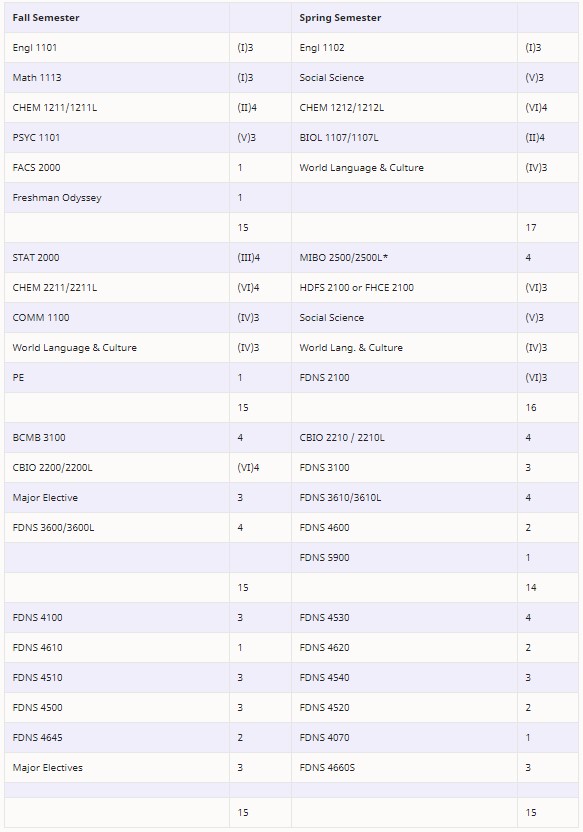 Fall Semester Spring Semester
Engl 1101 (I)3 Engl 1102 (I)3
Math 1113 (I)3 Social Science (V)3
CHEM 1211/1211L (II)4 CHEM 1212/1212L (VI)4
PSYC 1101 (V)3 BIOL 1107/1107L (II)4
FACS 2000 1 World Language & Culture (IV)3
Freshman Odyssey 1
15 17
STAT 2000 (III)4 MIBO 2500/2500L* 4
CHEM 2211/2211L (VI)4 HDFS 2100 or FHCE 2100 (VI)3
COMM 1100 (IV)3 Social Science (V)3
World Language & Culture (IV)3 World Lang. & Culture (IV)3
PE 1 FDNS 2100 (VI)3
15 16
BCMB 3100 4 CBIO 2210 / 2210L 4
CBIO 2200/2200L (VI)4 FDNS 3100 3
Major Elective 3 FDNS 3610/3610L 4
FDNS 3600/3600L 4 FDNS 4600 2
FDNS 5900 1
15 14
FDNS 4100 3 FDNS 4530 4
FDNS 4610 1 FDNS 4620 2
FDNS 4510 3 FDNS 4540 3
FDNS 4500 3 FDNS 4520 2
FDNS 4645 2 FDNS 4070 1
Major Electives 3 FDNS 4660S 3
15 15